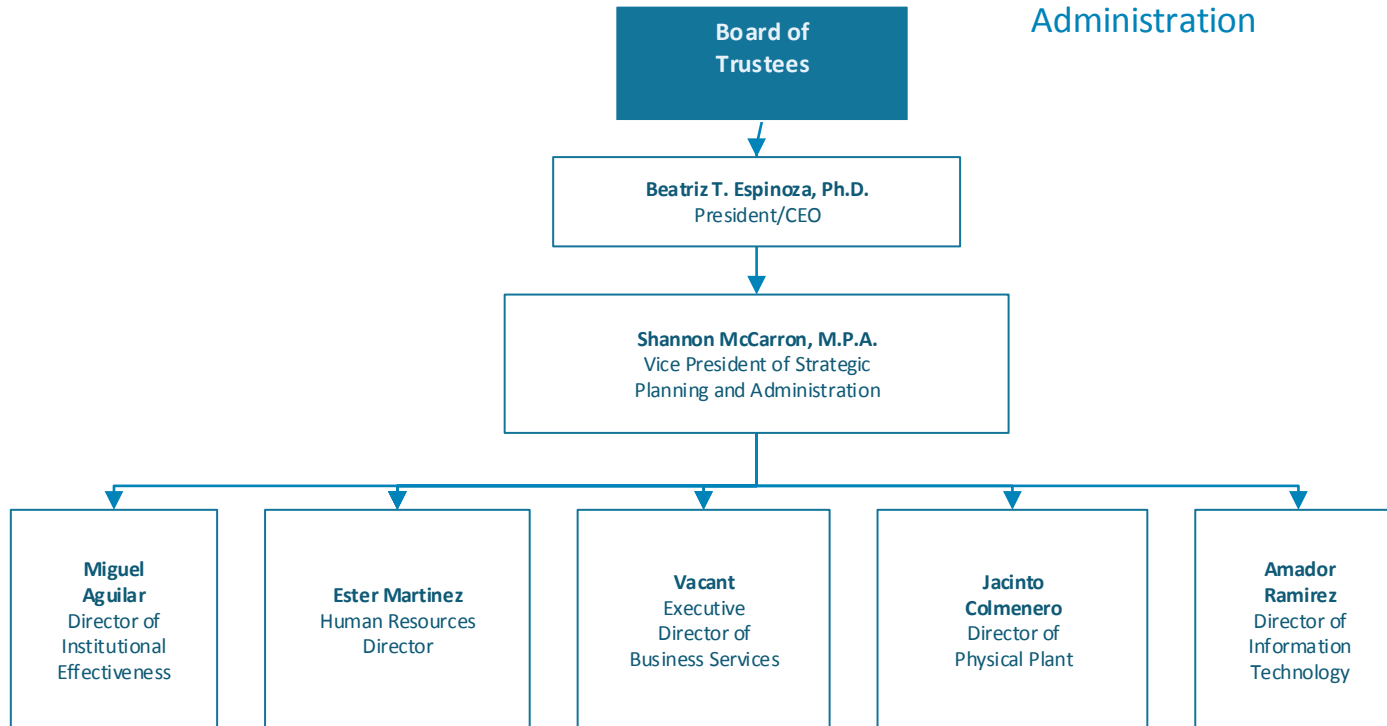 Administration
Board of
Trustees
Beatriz T. Espinoza, Ph.D.
President/CEO
Shannon McCarron, M.P.A.
Vice President of Strategic
Planning and Administration
Miguel
Aguilar
Director of
Institutional
Effectiveness
Ester Martinez
Human Resources
Director
Vacant
Executive
Director of
Business Services
Jacinto
Colmenero
Director of
Physical Plant
Amador
Ramirez
Director of
Information
Technology